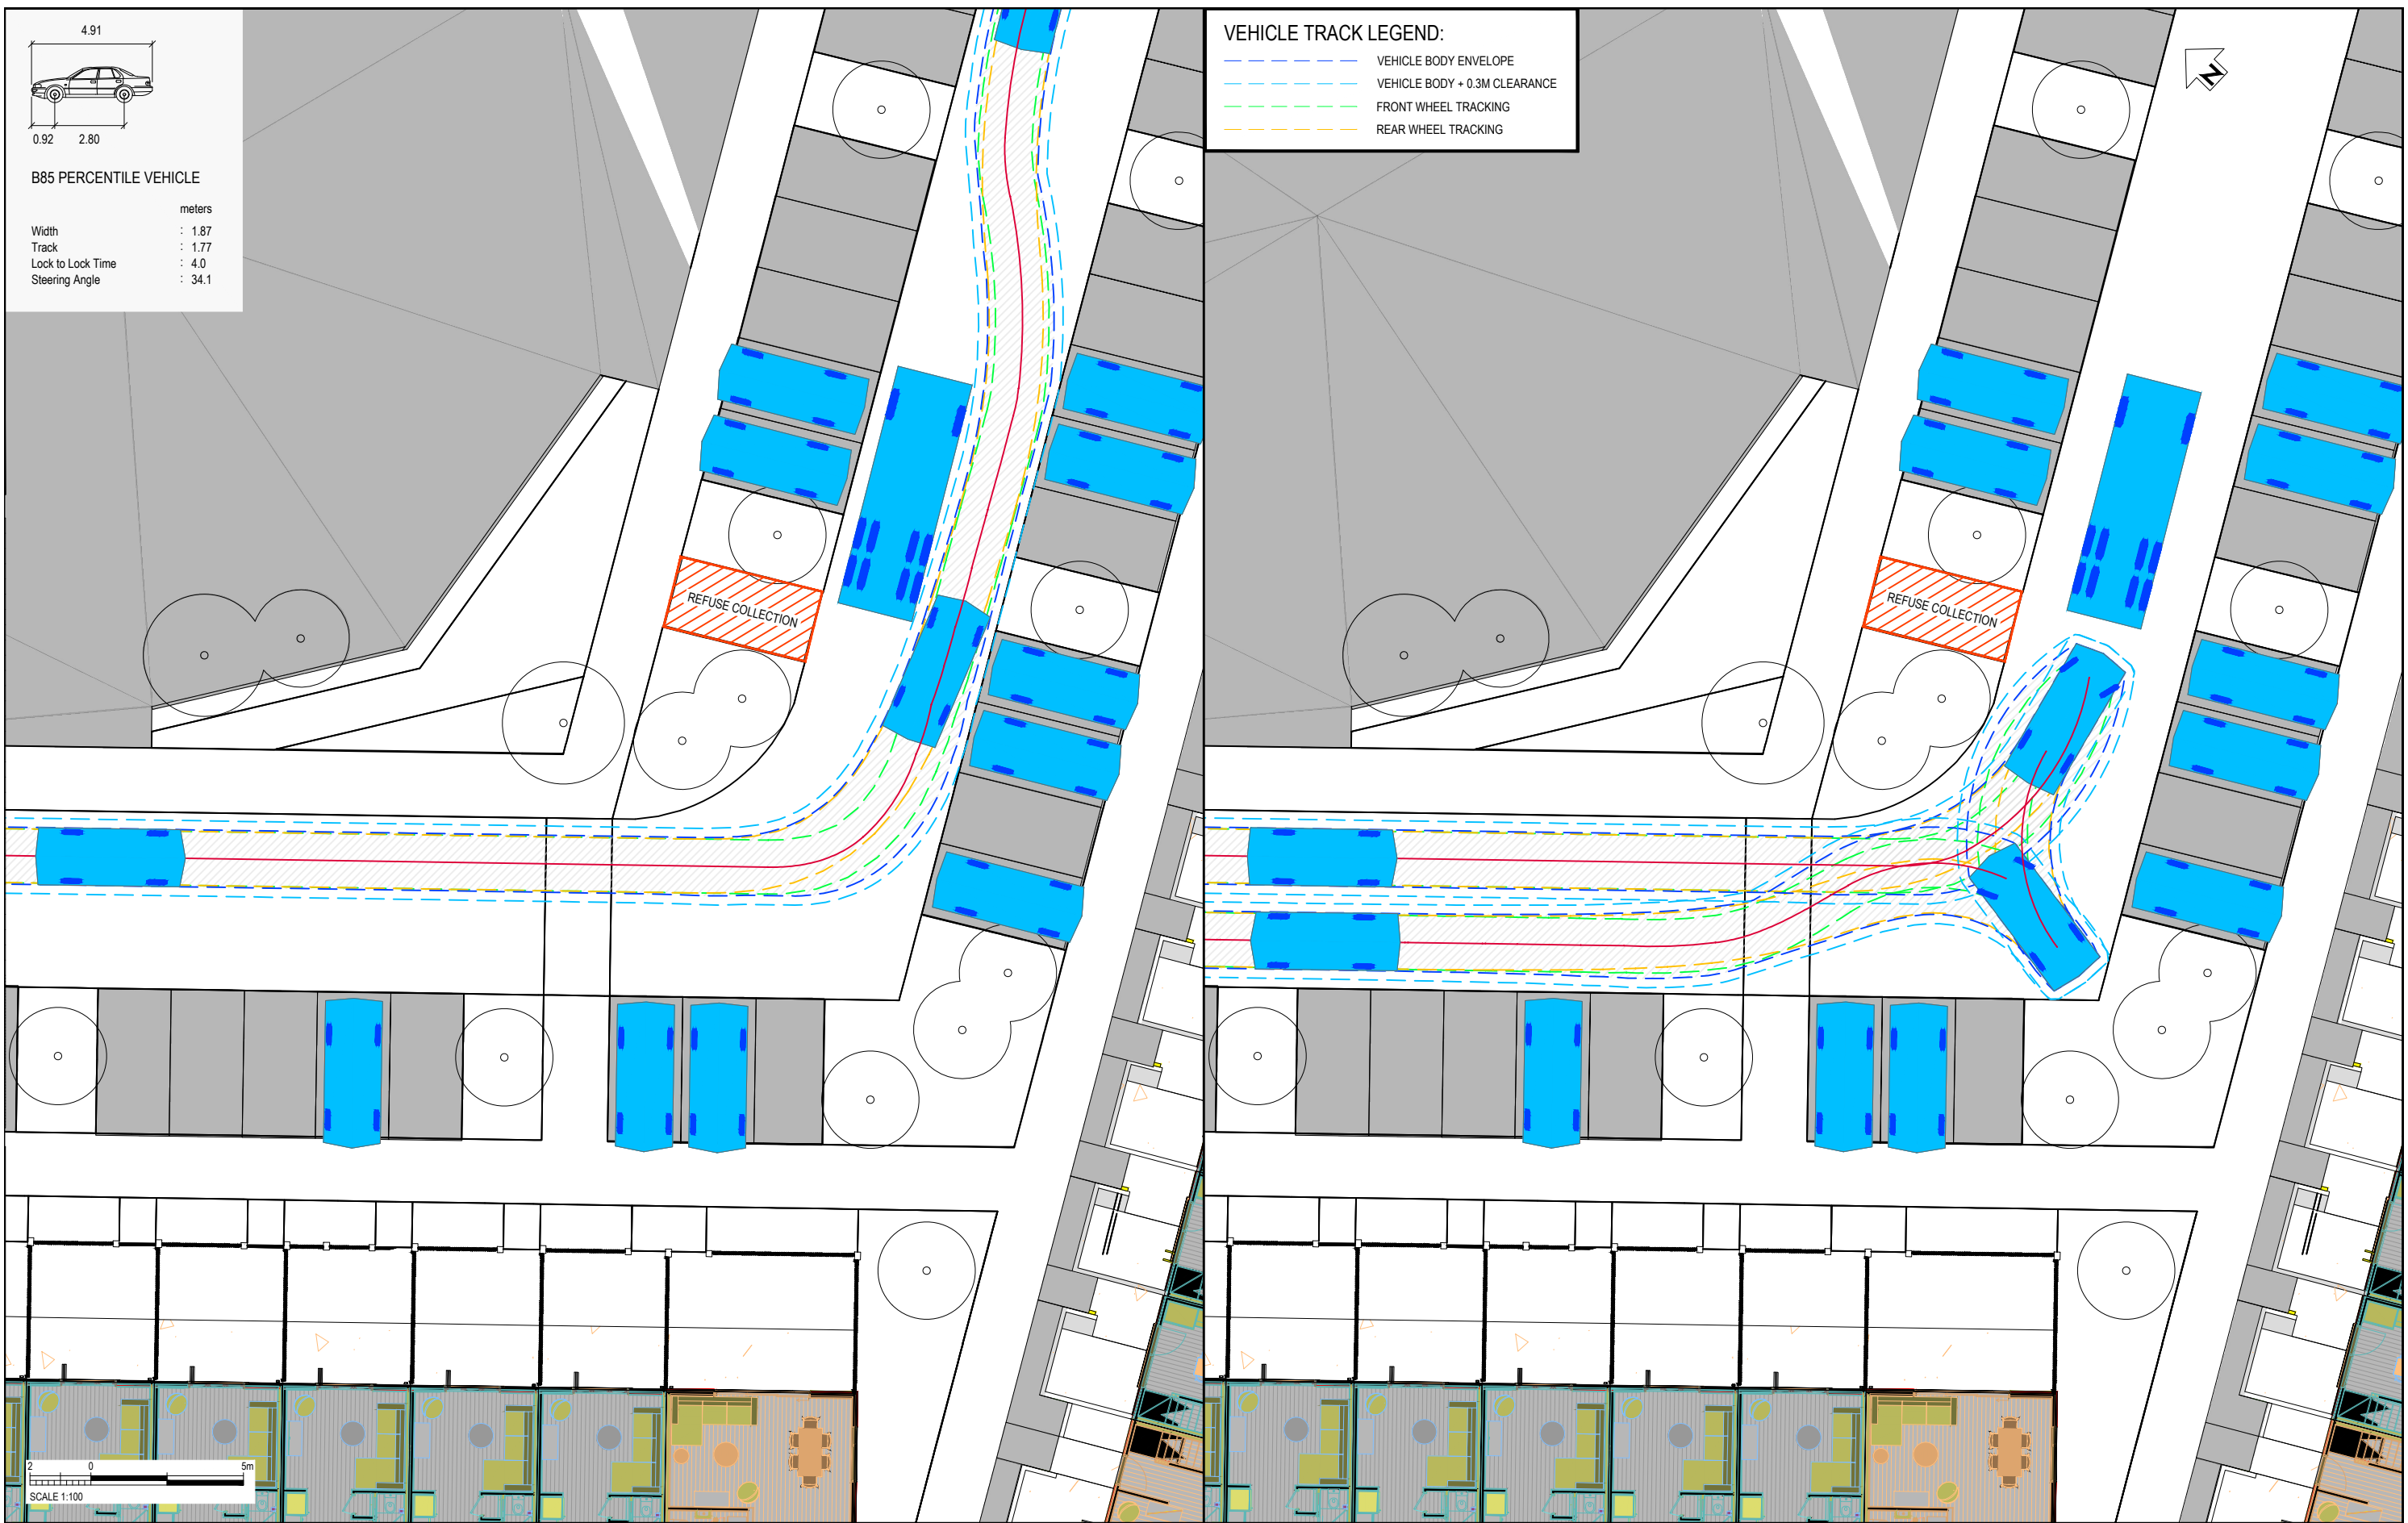 4.91
0.92 2.80
B85 PERCENTILE VEHICLE
meters
Width : 1.87
Track : 1.77
Lock to Lock Time : 4.0
Steering Angle : 34.1
VEHICLE TRACK LEGEND:
VEHICLE BODY ENVELOPE
VEHICLE BODY + 0.3M CLEARANCE
FRONT WHEEL TRACKING
REAR WHEEL TRACKING
N
REFUSE COLLECTION
REFUSE COLLECTION
2 0 5m
SCALE 1:100